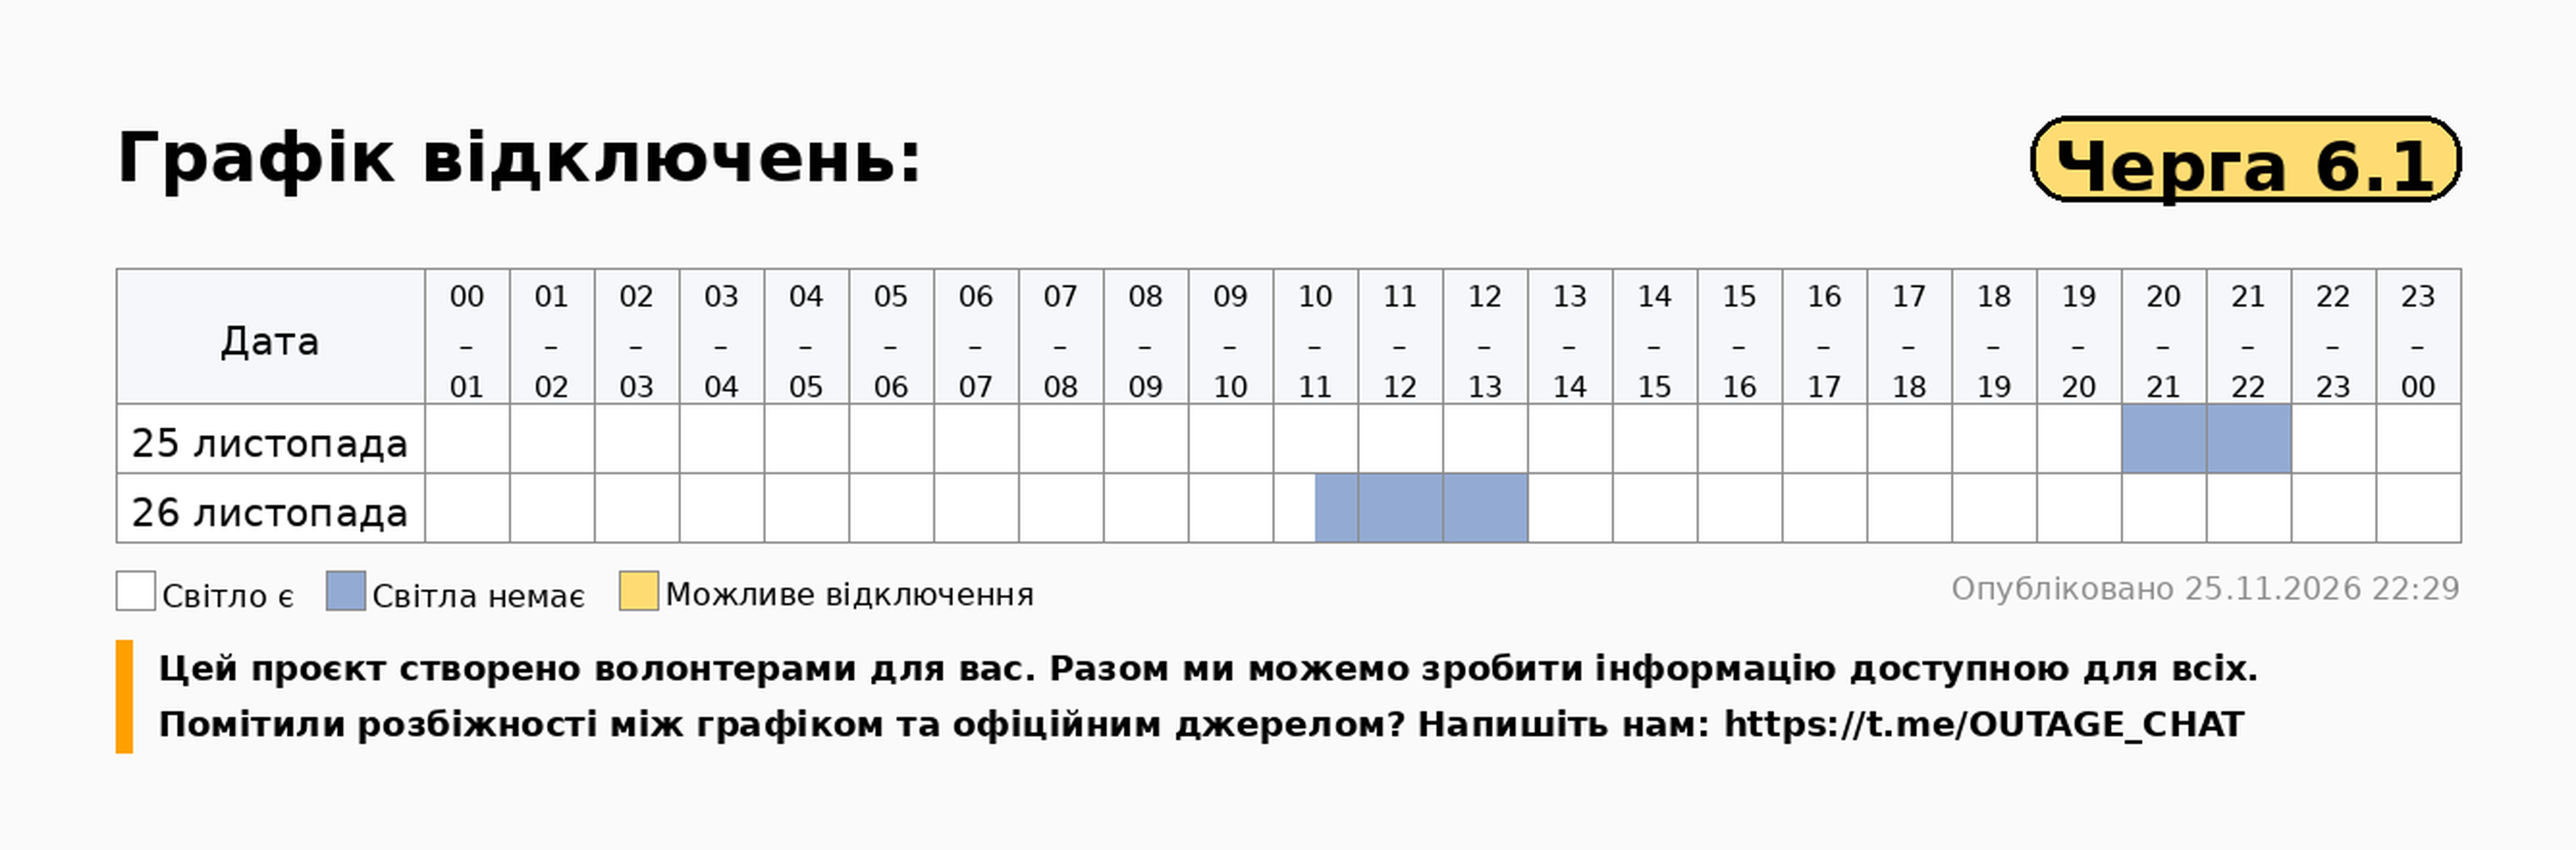 Графік відключень:
Черга 6.1
Дата 00 – 01 01 – 02 02 – 03 03 – 04 04 – 05 05 – 06 06 – 07 07 – 08 08 – 09 09 – 10 10 – 11 11 – 12 12 – 13 13 – 14 14 – 15 15 – 16 16 – 17 17 – 18 18 – 19 19 – 20 20 – 21 21 – 22 22 – 23 23 – 00
25 листопада
26 листопада
Світло є Світла немає Можливе відключення
Опубліковано 25.11.2026 22:29
Цей проєкт створено волонтерами для вас. Разом ми можемо зробити інформацію доступною для всіх.
Помітили розбіжності між графіком та офіційним джерелом? Напишіть нам: https://t.me/OUTAGE_CHAT